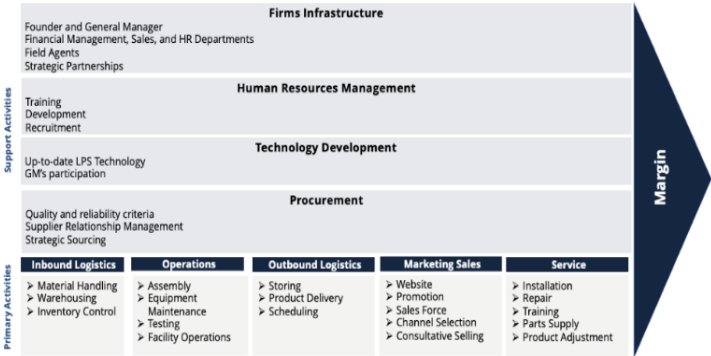 Firms Infrastructure
Founder and General Manager
Financial Management, Sales, and HR Departments
Field Agents
Strategic Partnerships
Human Resources Management
Training
Development
Recruitment
Technology Development
Up-to-date LPS Technology
GM's participation
Procurement
Quality and reliability criteria
Supplier Relationship Management
Strategic Sourcing
Support Activities
Primary Activities
Inbound Logistics
➢ Material Handling
➢ Warehousing
➢ Inventory Control
Operations
➢ Assembly
➢ Equipment
Maintenance
➢ Testing
➢ Facility Operations
Outbound Logistics
➢ Storing
➢ Product Delivery
➢ Scheduling
Marketing Sales
➢ Website
➢ Promotion
➢ Sales Force
➢ Channel Selection
➢ Consultative Selling
Service
➢ Installation
➢ Repair
➢ Training
➢ Parts Supply
➢ Product Adjustment
Margin